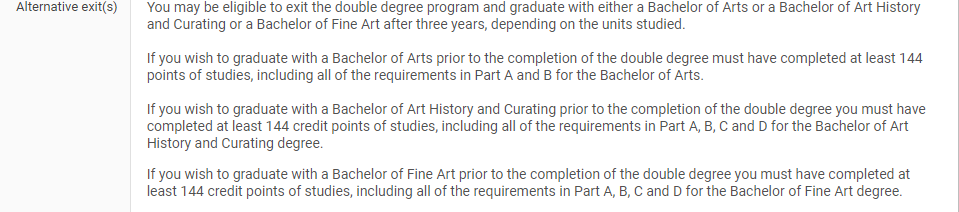 Alternative exit(s)
You may be eligible to exit the double degree program and graduate with either a Bachelor of Arts or a Bachelor of Art History
and Curating or a Bachelor of Fine Art after three years, depending on the units studied.
If you wish to graduate with a Bachelor of Arts prior to the completion of the double degree must have completed at least 144
points of studies, including all of the requirements in Part A and B for the Bachelor of Arts.
If you wish to graduate with a Bachelor of Art History and Curating prior to the completion of the double degree you must have
completed at least 144 credit points of studies, including all of the requirements in Part A, B, C and D for the Bachelor of Art
History and Curating degree.
If you wish to graduate with a Bachelor of Fine Art prior to the completion of the double degree you must have completed at
least 144 credit points of studies, including all of the requirements in Part A, B, C and D for the Bachelor of Fine Art degree.